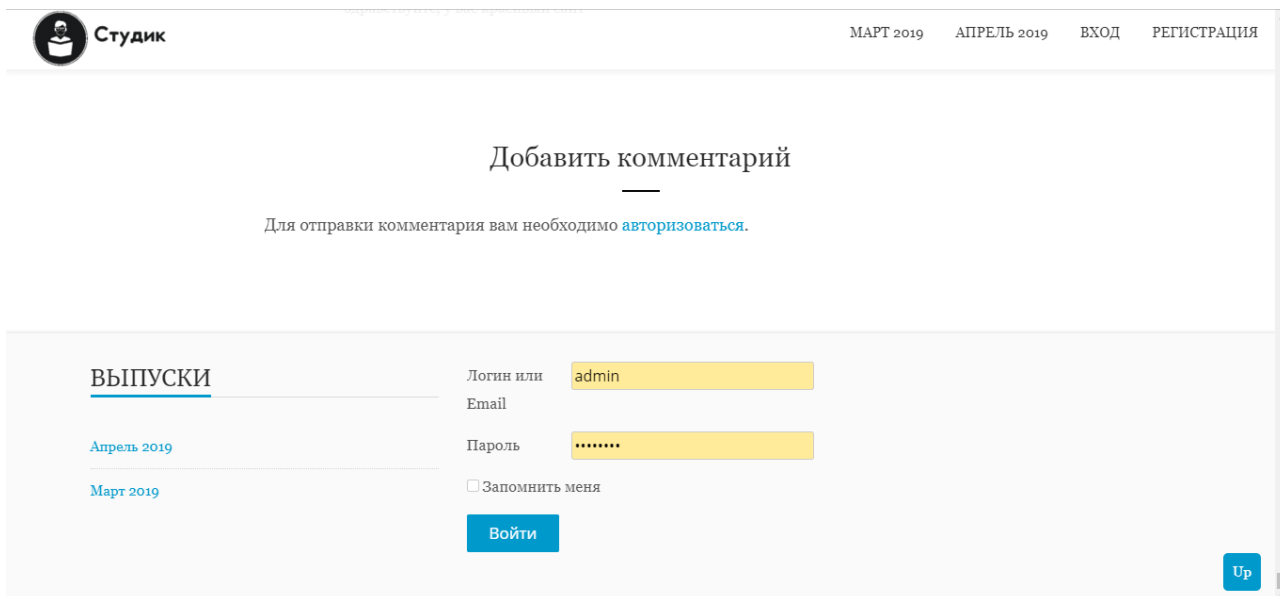 Студик
МАРТ 2019 АПРЕЛЬ 2019 ВХОД РЕГИСТРАЦИЯ
Добавить комментарий
Для отправки комментария вам необходимо авторизоваться.
ВЫПУСКИ
Апрель 2019
Март 2019
Логин или Email
admin
Пароль
••••••••
Запомнить меня
Войти
Up